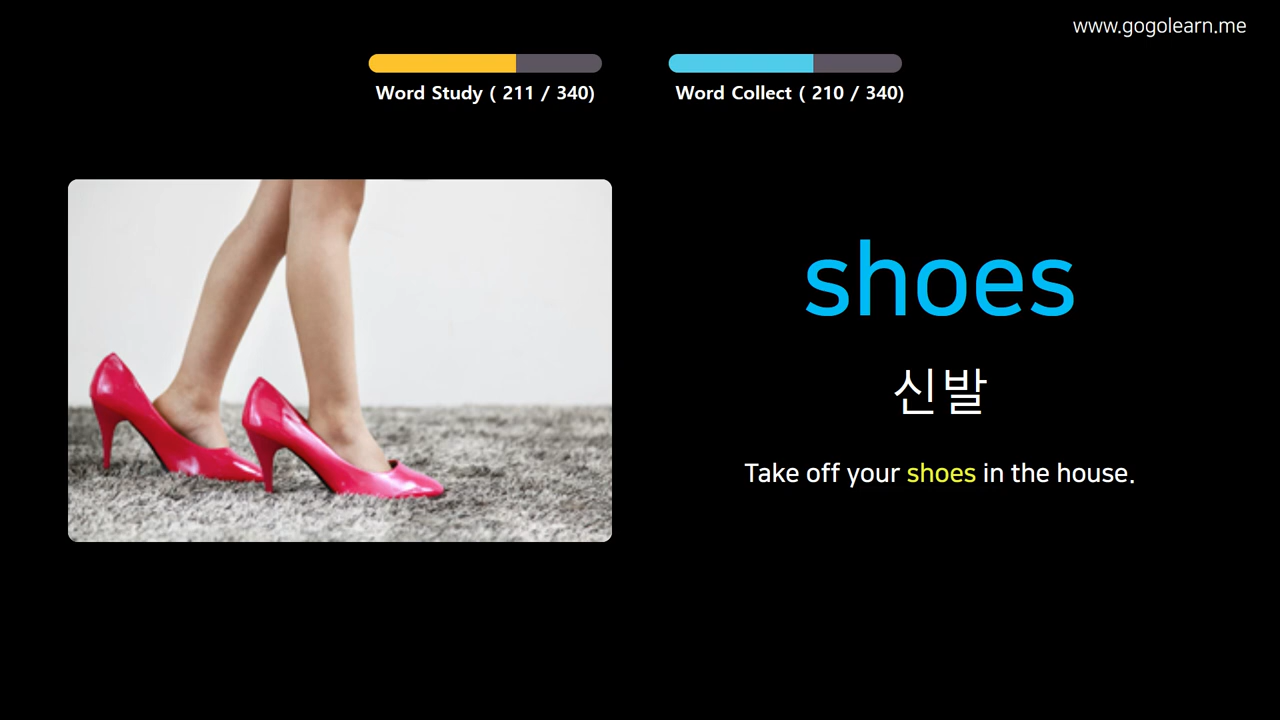 www.gogolearn.me
Word Study ( 211 / 340)
Word Collect ( 210 / 340)
shoes
신발
Take off your shoes in the house.